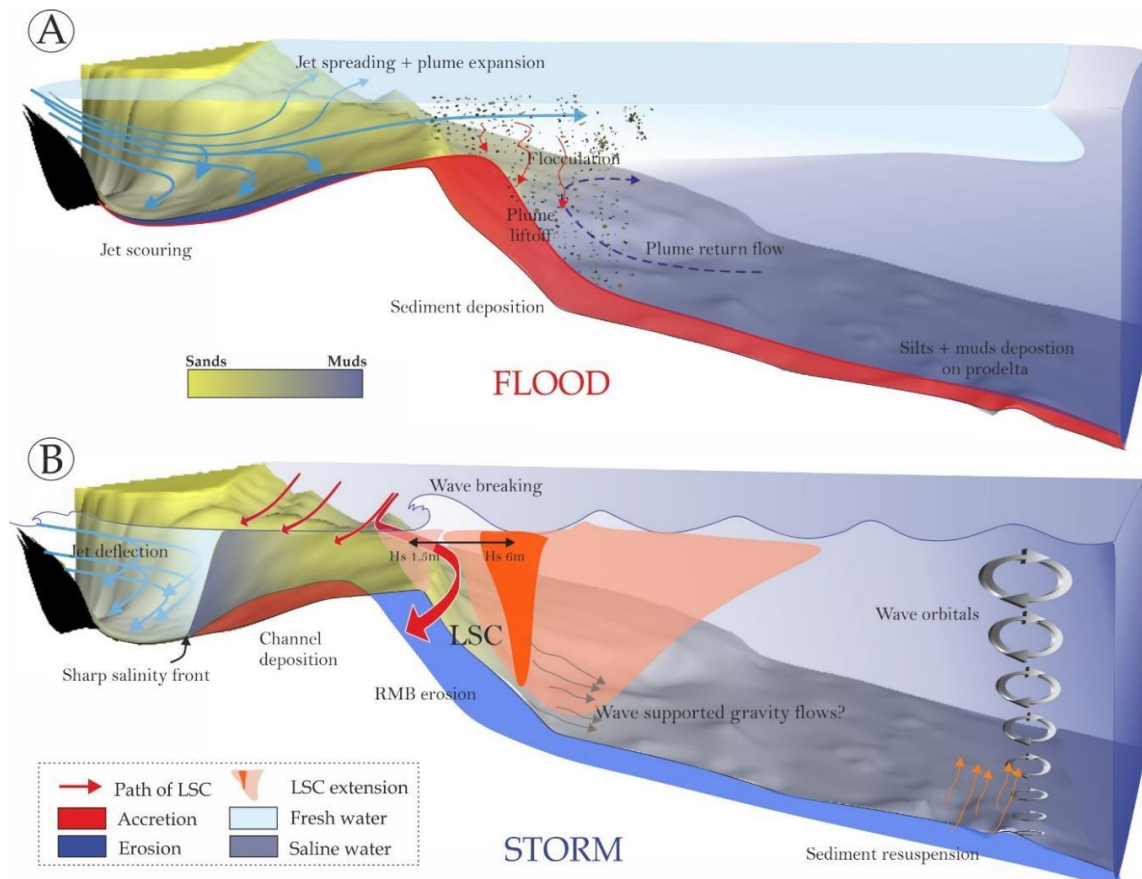 A
Jet spreading + plume expansion
Flocculation
Plume
liftoff
Jet scouring
Plume return flow
Sediment deposition
Silts + muds depostion
on prodelta
Sands Muds
FLOOD
B
Wave breaking
Jet deflection
Hs 1.5m Hs 6m
Wave orbitals
LSC
Channel
deposition
Sharp salinity front
RMB erosion
Wave supported gravity flows?
Path of LSC LSC extension
Accretion Fresh water
Erosion Saline water
STORM
Sediment resuspension